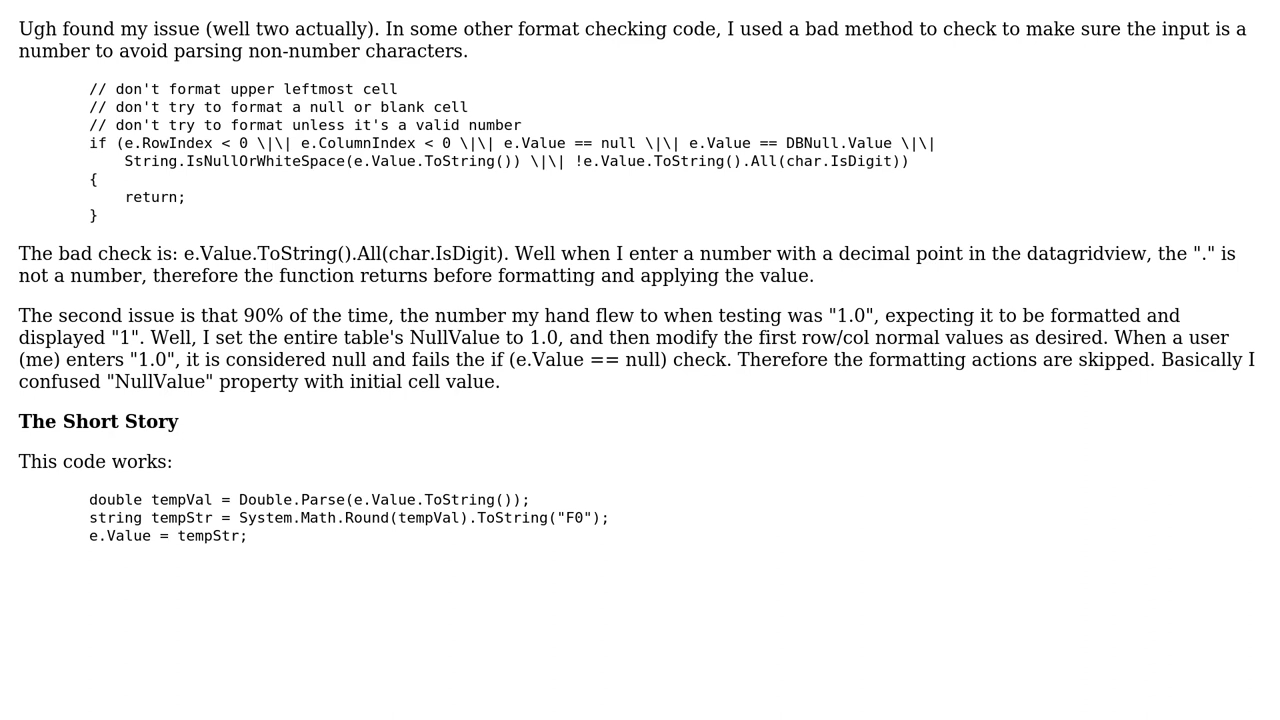 Ugh found my issue (well two actually). In some other format checking code, I used a bad method to check to make sure the input is a
number to avoid parsing non-number characters.
// don't format upper leftmost cell
// don't try to format a null or blank cell
// don't try to format unless it's a valid number
if (e.RowIndex < 0 \|\| e.ColumnIndex < 0 \|\| e.Value == null \|\| e.Value == DBNull.Value \|\|
    String.IsNullOrWhiteSpace(e.Value.ToString()) \|\| !e.Value.ToString().All(char.IsDigit))
{
    return;
}
The bad check is: e.Value.ToString().All(char.IsDigit). Well when I enter a number with a decimal point in the datagridview, the "." is
not a number, therefore the function returns before formatting and applying the value.
The second issue is that 90% of the time, the number my hand flew to when testing was "1.0", expecting it to be formatted and
displayed "1". Well, I set the entire table's NullValue to 1.0, and then modify the first row/col normal values as desired. When a user
(me) enters "1.0", it is considered null and fails the if (e.Value == null) check. Therefore the formatting actions are skipped. Basically I
confused "NullValue" property with initial cell value.
The Short Story
This code works:
double tempVal = Double.Parse(e.Value.ToString());
string tempStr = System.Math.Round(tempVal).ToString("F0");
e.Value = tempStr;